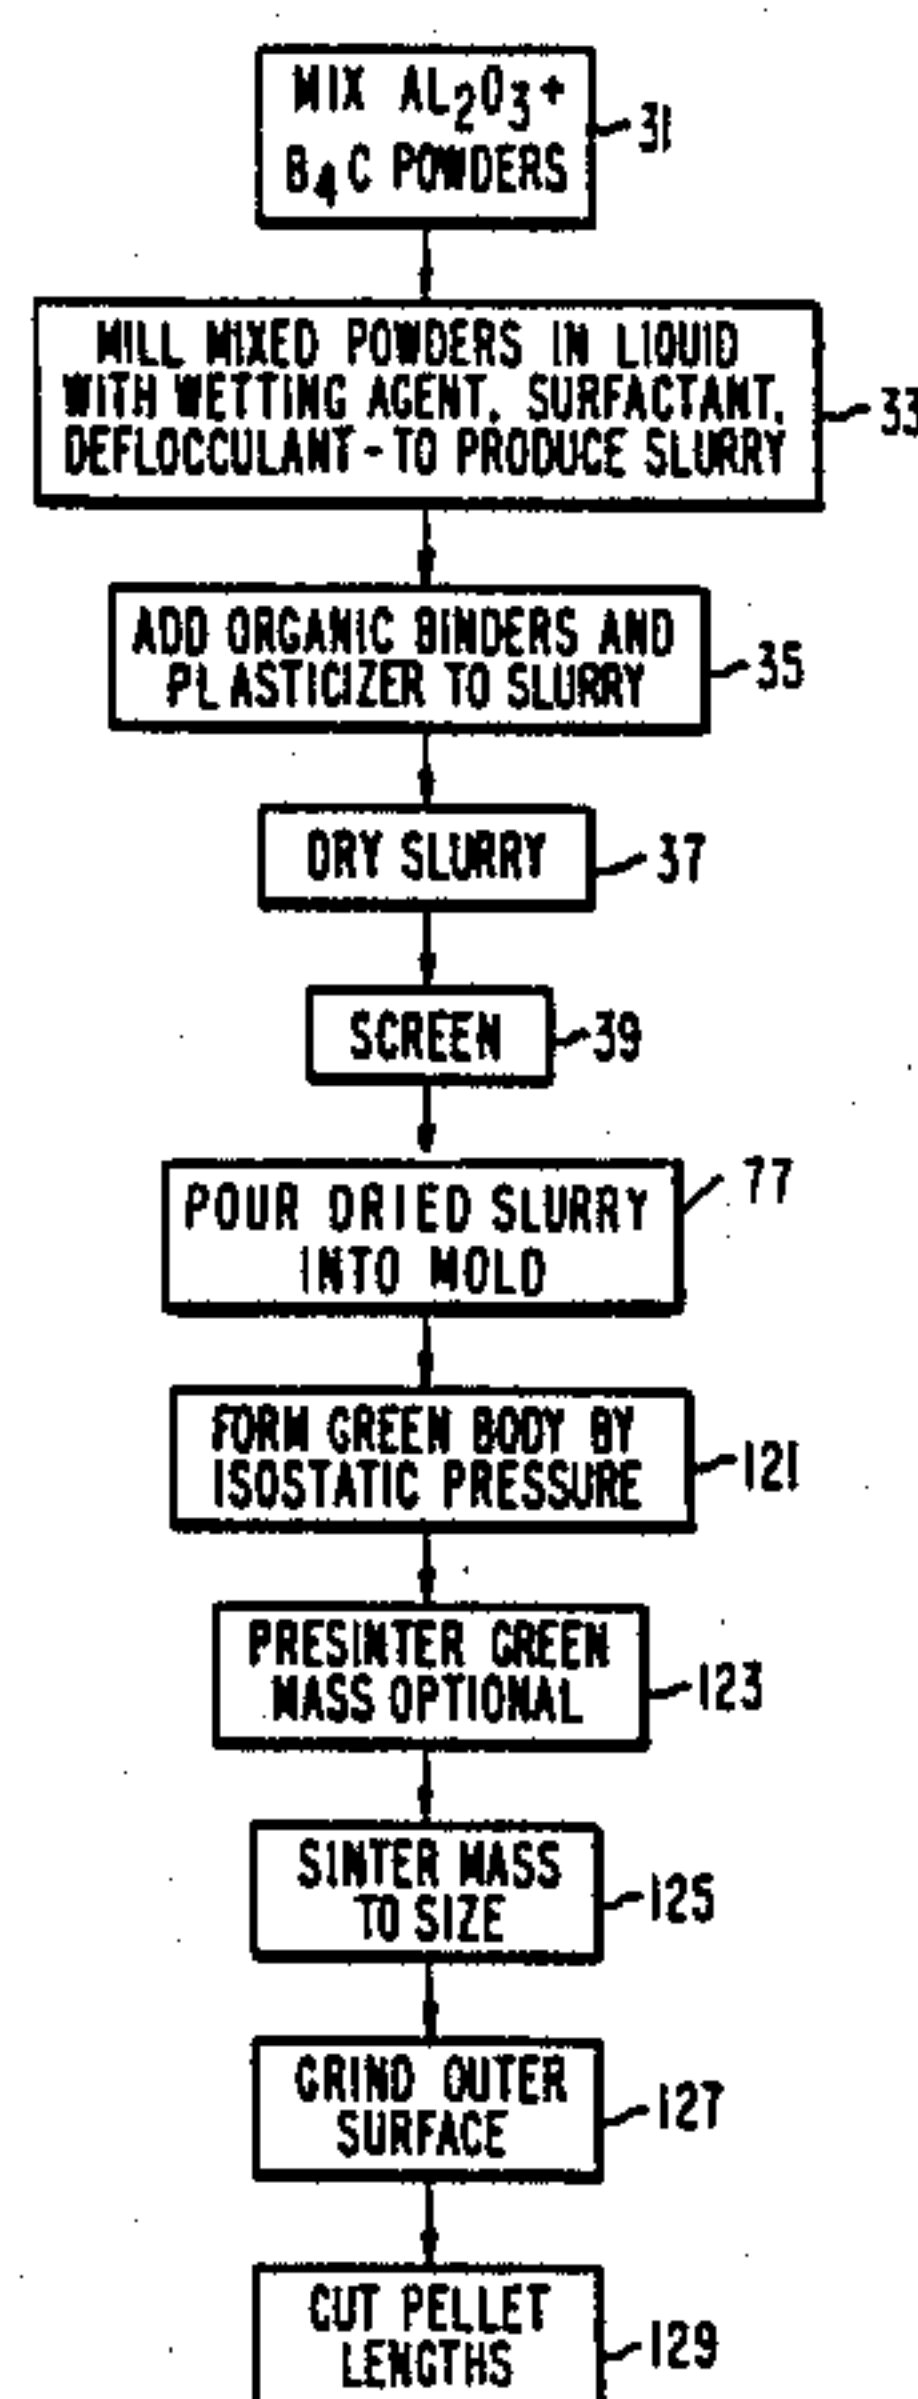 MIX AL2O3 +
B4C POWDERS
31
MILL MIXED POWDERS IN LIQUID
WITH WETTING AGENT, SURFACTANT,
DEFLOCCULANT - TO PRODUCE SLURRY
33
ADD ORGANIC BINDERS AND
PLASTICIZER TO SLURRY
35
DRY SLURRY
37
SCREEN
39
POUR DRIED SLURRY
INTO MOLD
77
FORM GREEN BODY BY
ISOSTATIC PRESSURE
121
PRESINTER GREEN
MASS OPTIONAL
123
SINTER MASS
TO SIZE
125
GRIND OUTER
SURFACE
127
CUT PELLET
LENGTHS
129